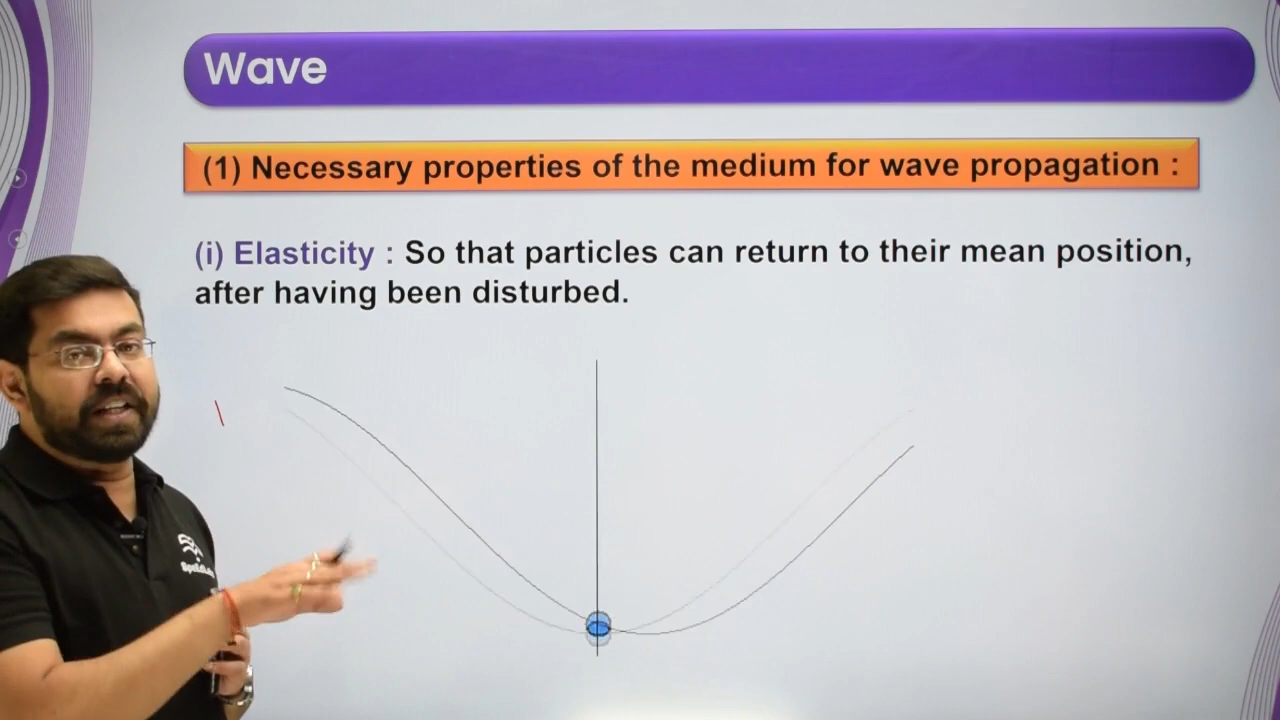 Wave
(1) Necessary properties of the medium for wave propagation :
(i) Elasticity : So that particles can return to their mean position,
after having been disturbed.